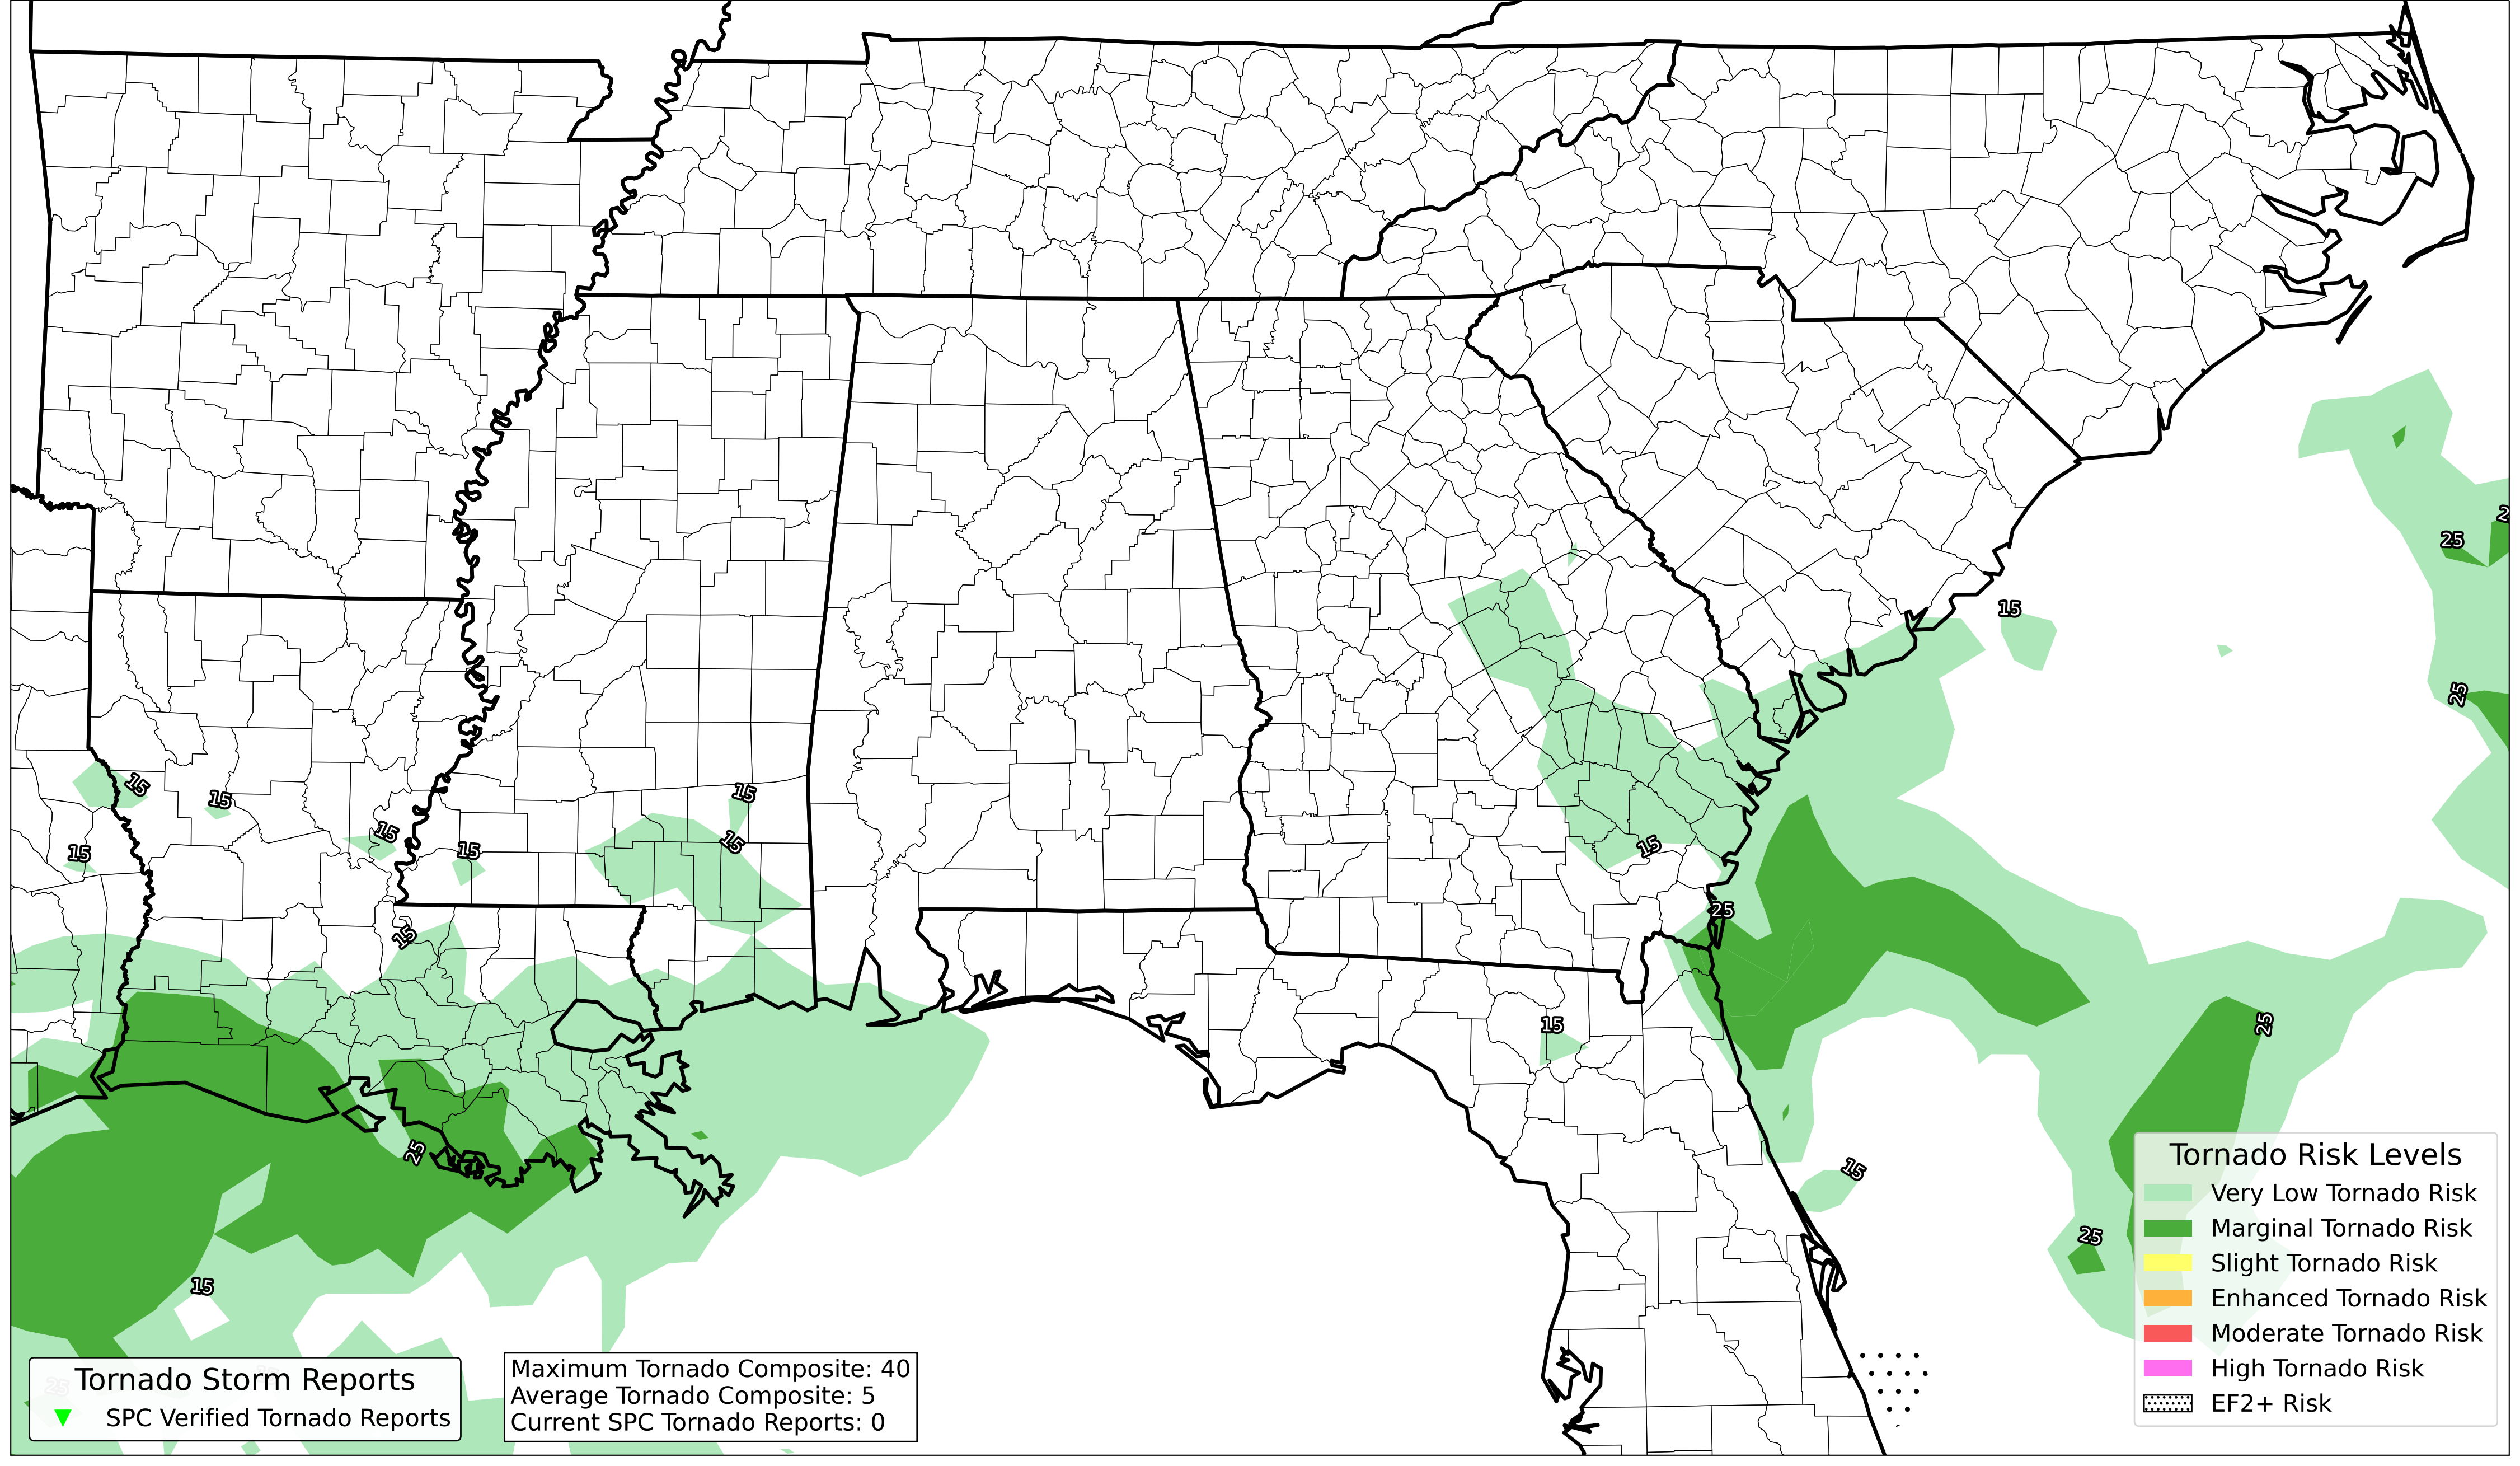 2
25
15
25
15
15
15
15
15
15
15
15
25
15
15
25
25
15
25
25
15
25
Tornado Storm Reports
SPC Verified Tornado Reports
Maximum Tornado Composite: 40
Average Tornado Composite: 5
Current SPC Tornado Reports: 0
Tornado Risk Levels
Very Low Tornado Risk
Marginal Tornado Risk
Slight Tornado Risk
Enhanced Tornado Risk
Moderate Tornado Risk
High Tornado Risk
EF2+ Risk